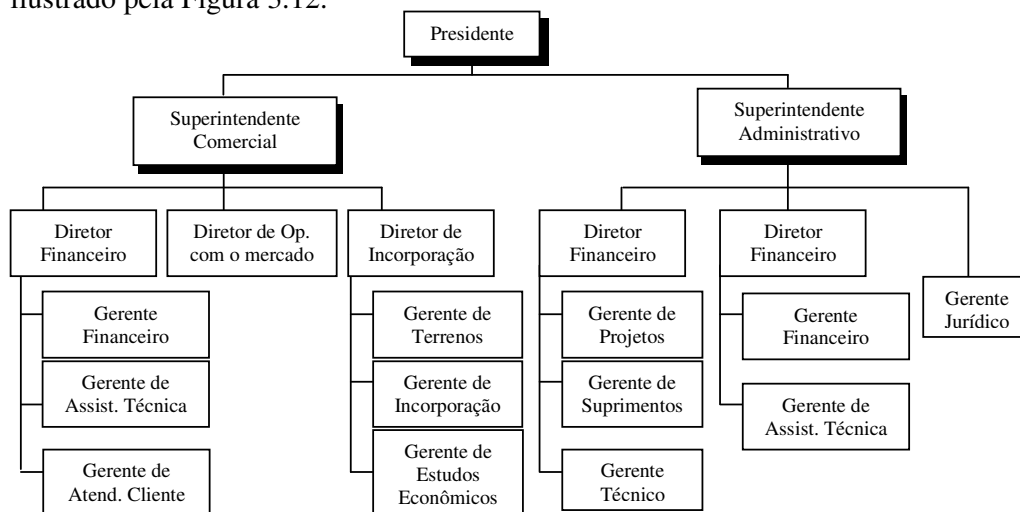 ilustrado pela Figura 3.12.
Presidente
Superintendente
Comercial
Superintendente
Administrativo
Diretor
Financeiro
Diretor de Op.
com o mercado
Diretor de
Incorporação
Diretor
Financeiro
Diretor
Financeiro
Gerente
Jurídico
Gerente
Financeiro
Gerente de
Assist. Técnica
Gerente de
Atend. Cliente
Gerente de
Terrenos
Gerente de
Incorporação
Gerente de
Estudos
Econômicos
Gerente de
Projetos
Gerente de
Suprimentos
Gerente
Técnico
Gerente
Financeiro
Gerente de
Assist. Técnica